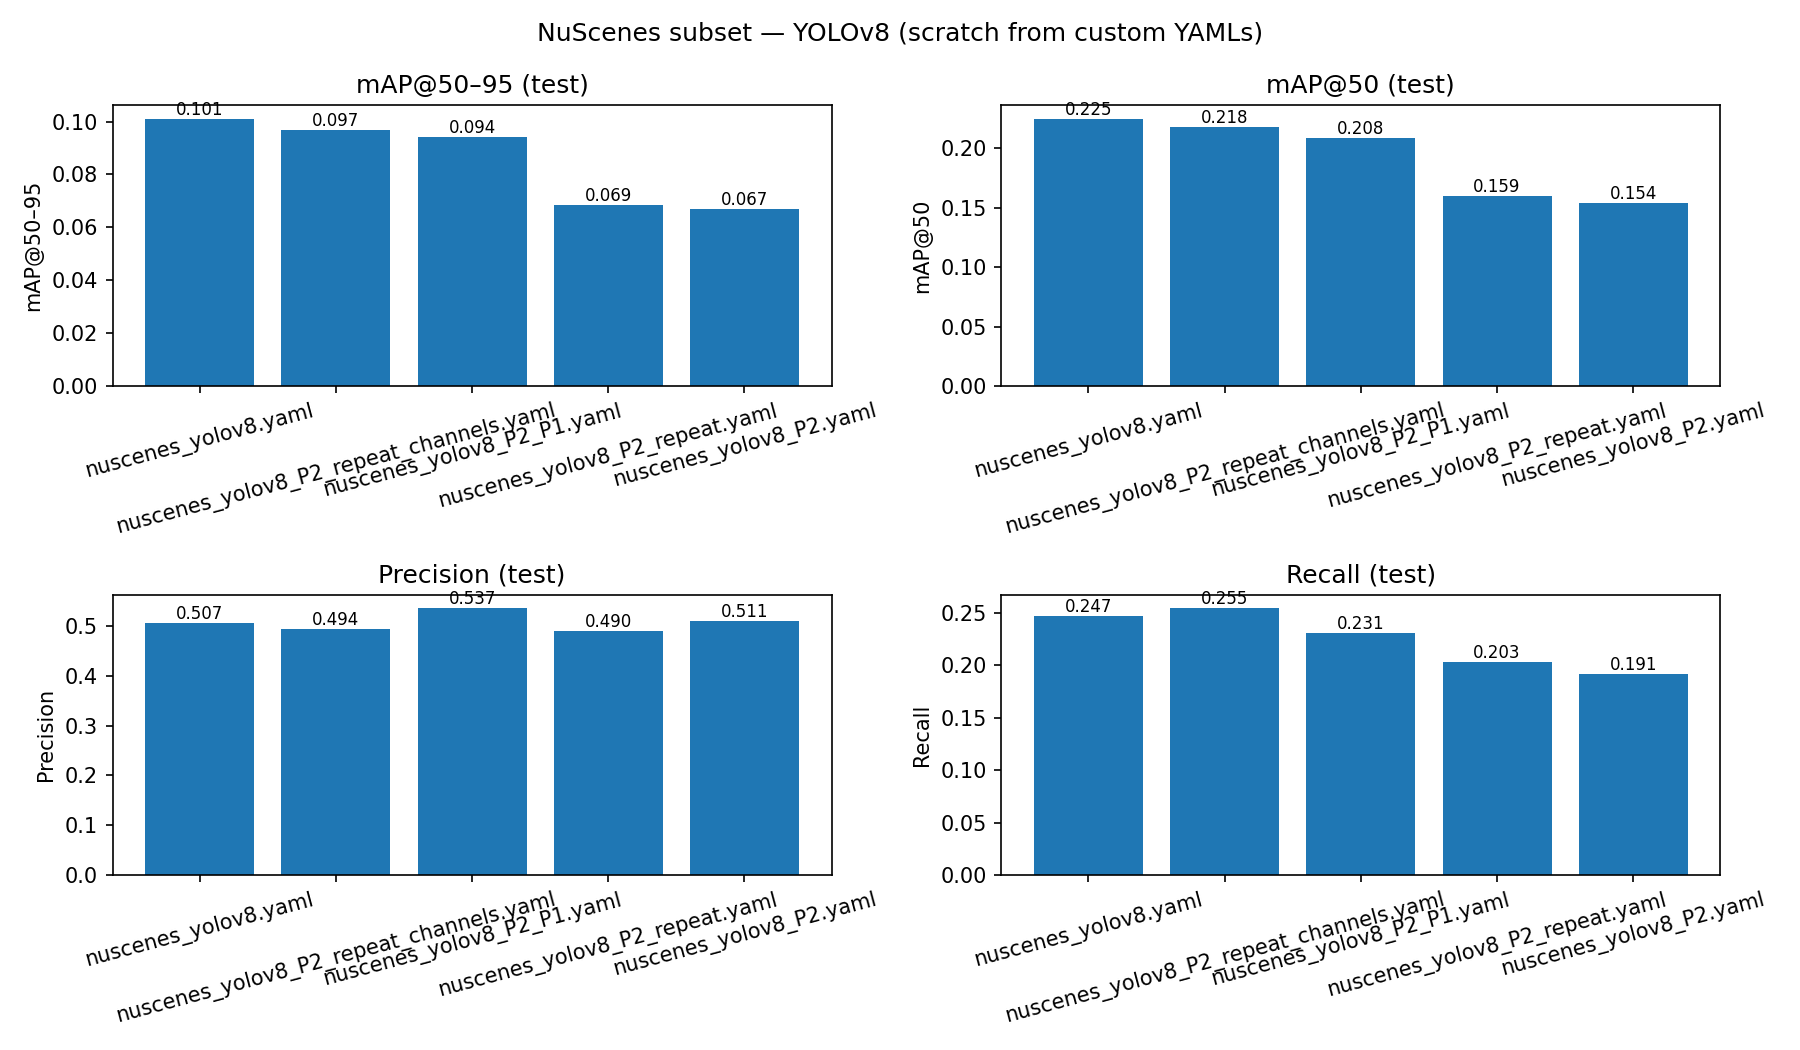 NuScenes subset — YOLOv8 (scratch from custom YAMLs)
mAP@50–95 (test)
mAP@50–95
0.10
0.08
0.06
0.04
0.02
0.00
0.101
0.097
0.094
0.069
0.067
nuscenes_yolov8.yaml
nuscenes_yolov8_P2_repeat_channels.yaml
nuscenes_yolov8_P2_P1.yaml
nuscenes_yolov8_P2_repeat.yaml
nuscenes_yolov8_P2.yaml
mAP@50 (test)
mAP@50
0.20
0.15
0.10
0.05
0.00
0.225
0.218
0.208
0.159
0.154
nuscenes_yolov8.yaml
nuscenes_yolov8_P2_repeat_channels.yaml
nuscenes_yolov8_P2_P1.yaml
nuscenes_yolov8_P2_repeat.yaml
nuscenes_yolov8_P2.yaml
Precision (test)
Precision
0.5
0.4
0.3
0.2
0.1
0.0
0.507
0.494
0.537
0.490
0.511
nuscenes_yolov8.yaml
nuscenes_yolov8_P2_repeat_channels.yaml
nuscenes_yolov8_P2_P1.yaml
nuscenes_yolov8_P2_repeat.yaml
nuscenes_yolov8_P2.yaml
Recall (test)
Recall
0.25
0.20
0.15
0.10
0.05
0.00
0.247
0.255
0.231
0.203
0.191
nuscenes_yolov8.yaml
nuscenes_yolov8_P2_repeat_channels.yaml
nuscenes_yolov8_P2_P1.yaml
nuscenes_yolov8_P2_repeat.yaml
nuscenes_yolov8_P2.yaml